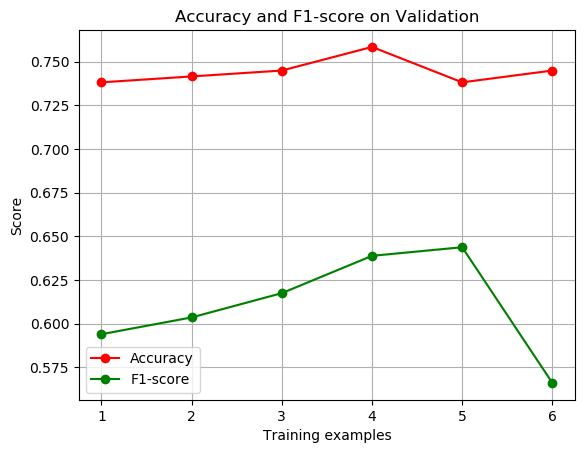 Accuracy and F1-score on Validation
0.750
0.725
0.700
0.675
0.650
0.625
0.600
0.575
Score
Accuracy
F1-score
1 2 3 4 5 6
Training examples